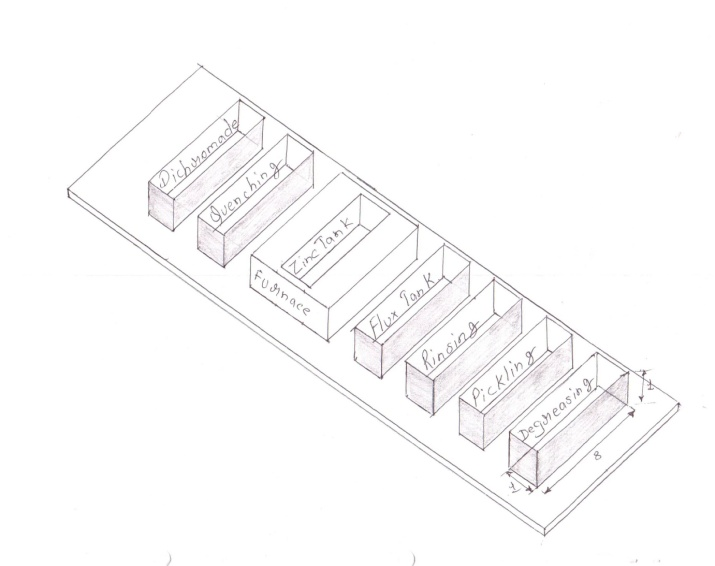 Dichromade
Quenching
Zinc Tank
Furnace
Flux Tank
Rinsing
Pickling
Degreasing
1
8
1